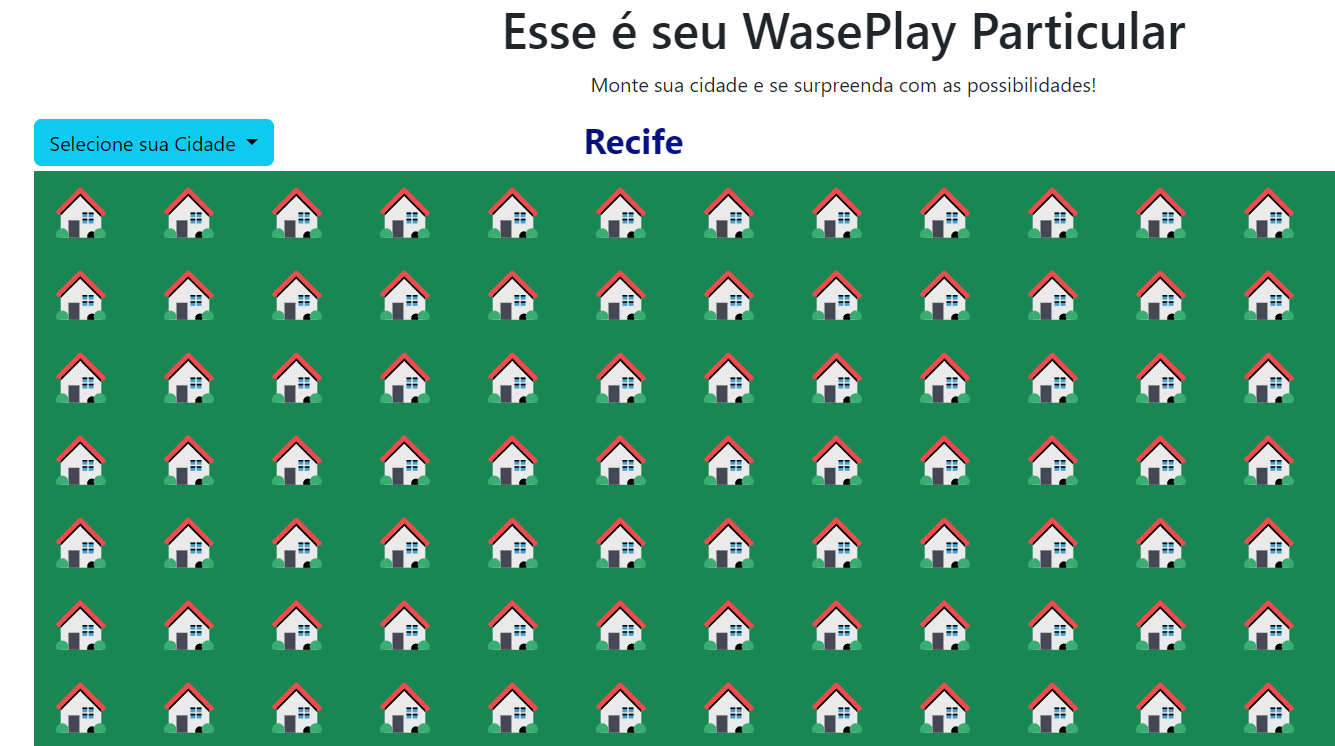 Esse é seu WasePlay Particular
Monte sua cidade e se surpreenda com as possibilidades!
Selecione sua Cidade
Recife